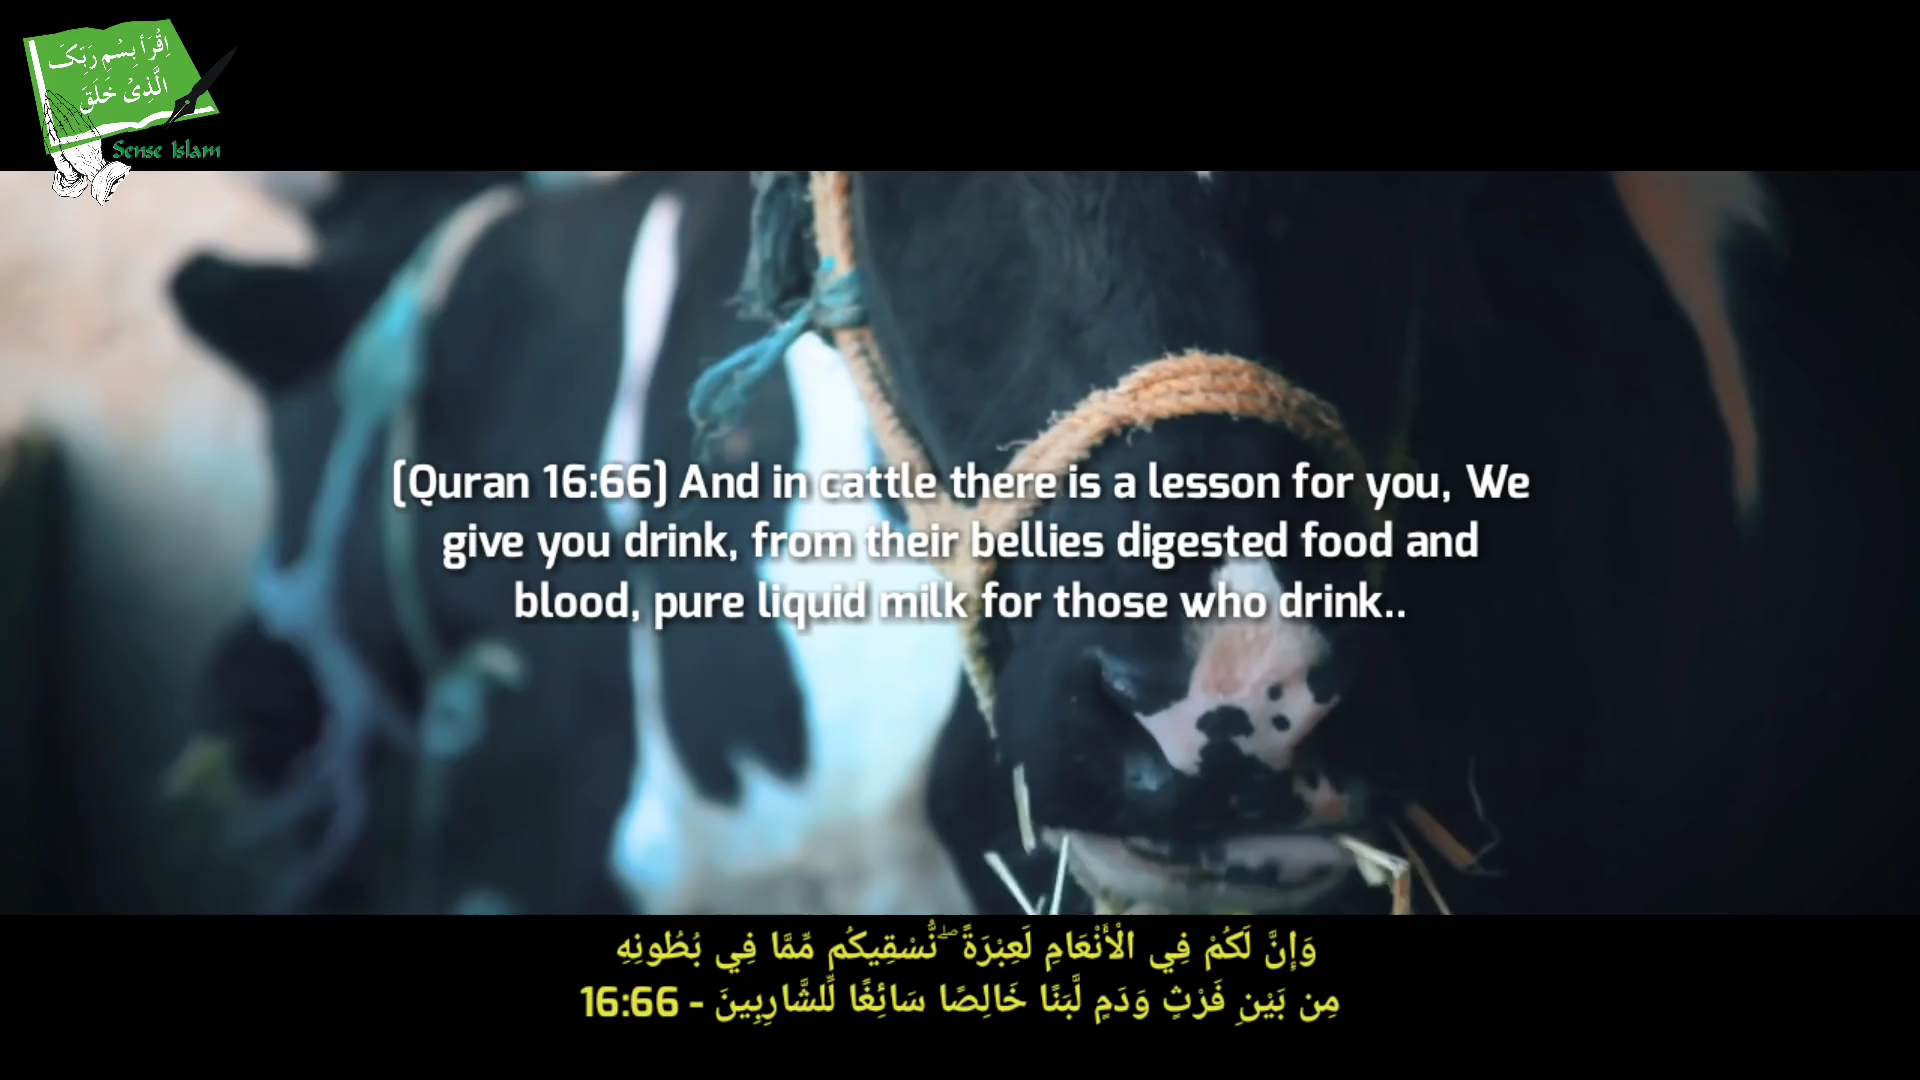 اِقْرَأْ بِسْمِ رَبِّكَ
الَّذِیْ خَلَقَ
Sense Islam
[Quran 16:66] And in cattle there is a lesson for you, We
give you drink, from their bellies digested food and
blood, pure liquid milk for those who drink..
وَإِنَّ لَكُمْ فِي الْأَنْعَامِ لَعِبْرَةً ۖ نُّسْقِيكُم مِّمَّا فِي بُطُونِهِ
مِن بَيْنِ فَرْثٍ وَدَمٍ لَّبَنًا خَالِصًا سَائِغًا لِّلشَّارِبِينَ - 16:66